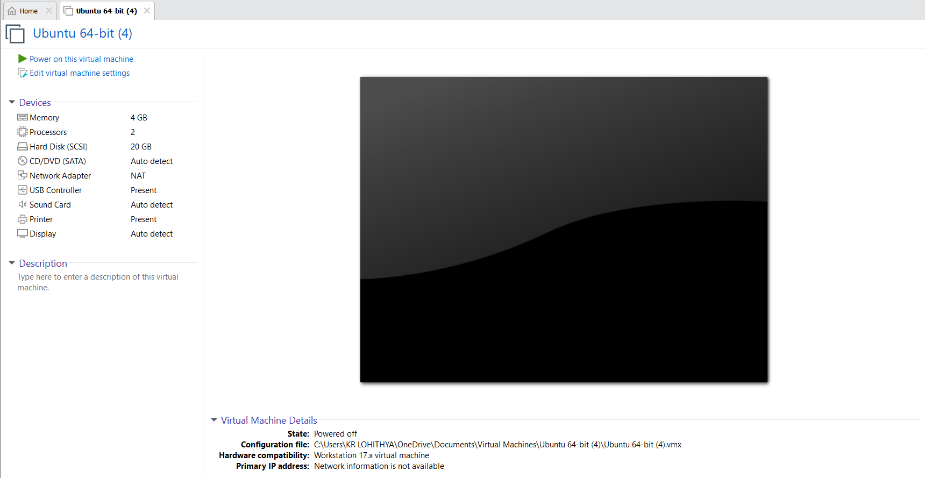 Home
Ubuntu 64-bit (4)
Ubuntu 64-bit (4)
Power on this virtual machine
Edit virtual machine settings
Devices
Memory 4 GB
Processors 2
Hard Disk (SCSI) 20 GB
CD/DVD (SATA) Auto detect
Network Adapter NAT
USB Controller Present
Sound Card Auto detect
Printer Present
Display Auto detect
Description
Type here to enter a description of this virtual
machine.
Virtual Machine Details
State: Powered off
Configuration file: C:\Users\KR LOHITHYA\OneDrive\Documents\Virtual Machines\Ubuntu 64-bit (4)\Ubuntu 64-bit (4).vmx
Hardware compatibility: Workstation 17.x virtual machine
Primary IP address: Network information is not available